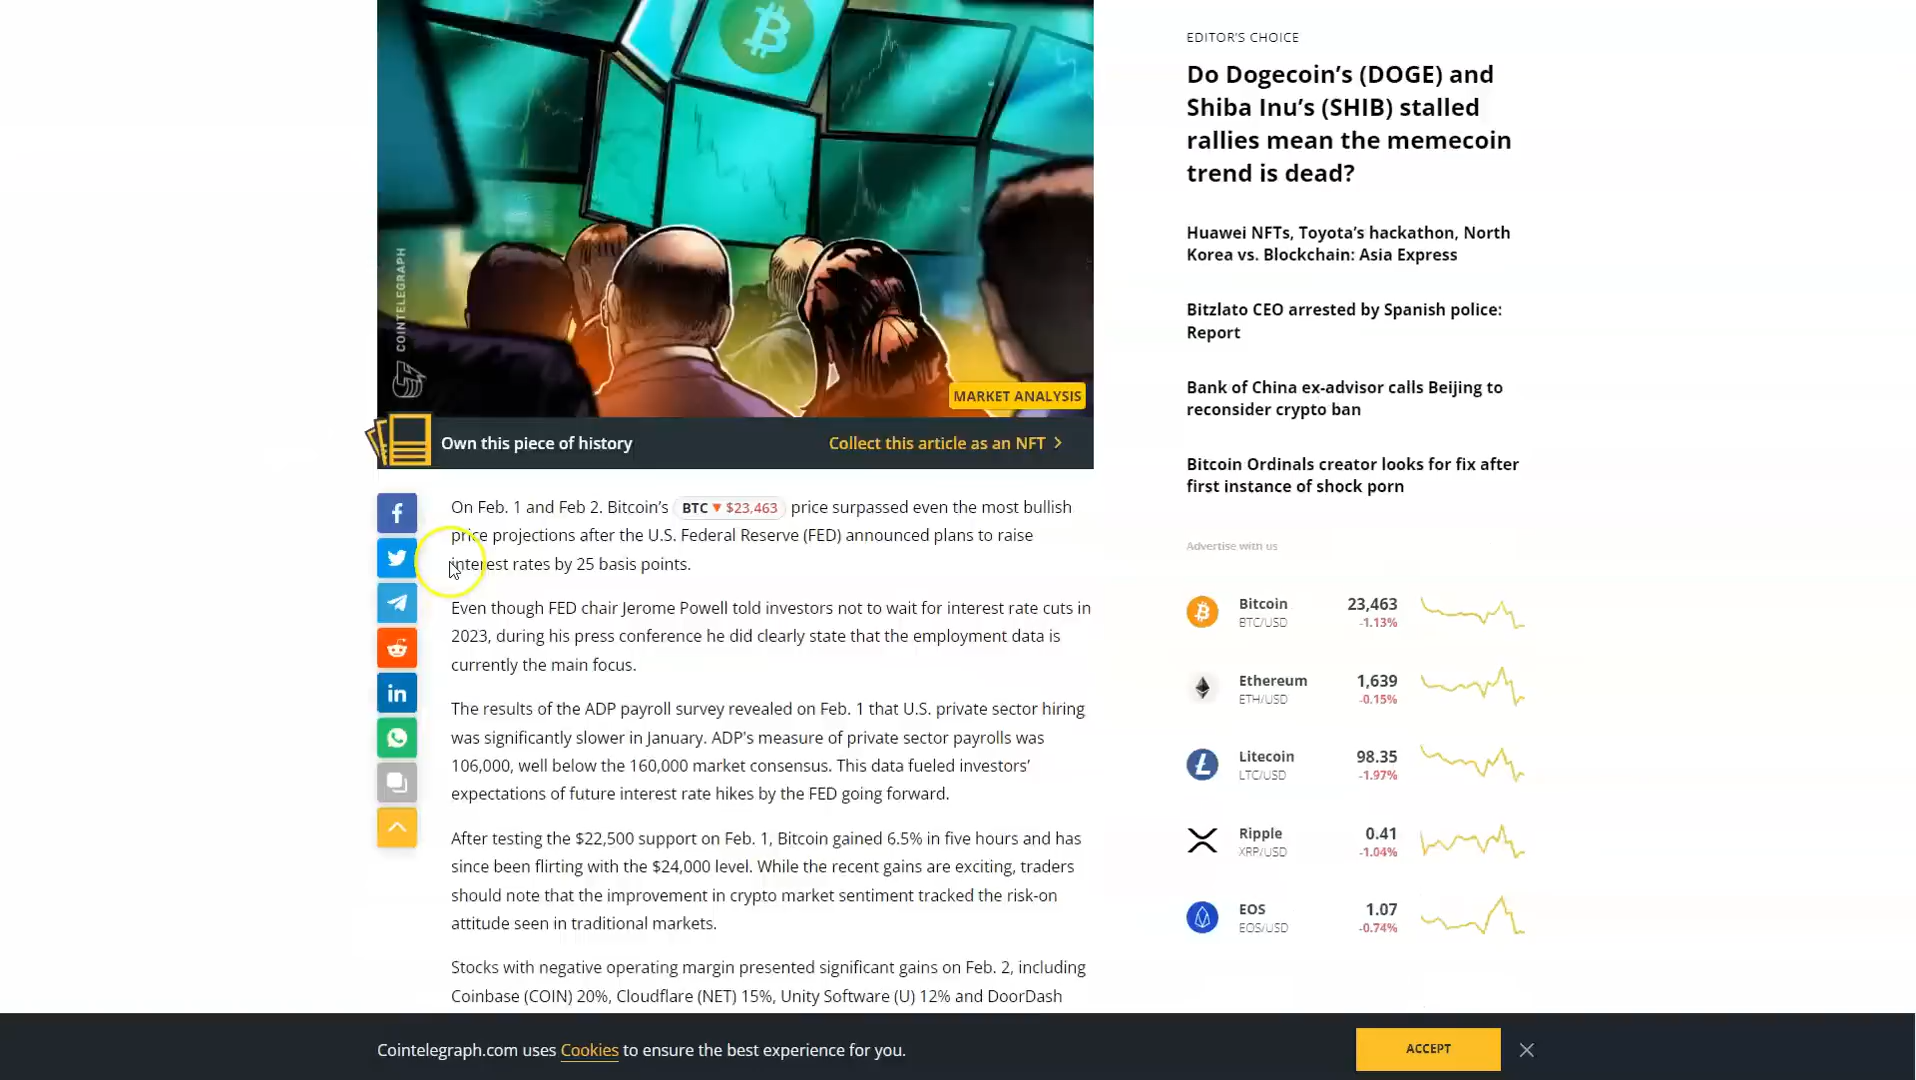 COINTELEGRAPH
MARKET ANALYSIS
Own this piece of history
Collect this article as an NFT
On Feb. 1 and Feb 2. Bitcoin's BTC ▼ $23,463 price surpassed even the most bullish
price projections after the U.S. Federal Reserve (FED) announced plans to raise
interest rates by 25 basis points.
Even though FED chair Jerome Powell told investors not to wait for interest rate cuts in
2023, during his press conference he did clearly state that the employment data is
currently the main focus.
The results of the ADP payroll survey revealed on Feb. 1 that U.S. private sector hiring
was significantly slower in January. ADP's measure of private sector payrolls was
106,000, well below the 160,000 market consensus. This data fueled investors'
expectations of future interest rate hikes by the FED going forward.
After testing the $22,500 support on Feb. 1, Bitcoin gained 6.5% in five hours and has
since been flirting with the $24,000 level. While the recent gains are exciting, traders
should note that the improvement in crypto market sentiment tracked the risk-on
attitude seen in traditional markets.
Stocks with negative operating margin presented significant gains on Feb. 2, including
Coinbase (COIN) 20%, Cloudflare (NET) 15%, Unity Software (U) 12% and DoorDash
EDITOR'S CHOICE
Do Dogecoin's (DOGE) and
Shiba Inu's (SHIB) stalled
rallies mean the memecoin
trend is dead?
Huawei NFTs, Toyota's hackathon, North
Korea vs. Blockchain: Asia Express
Bitzlato CEO arrested by Spanish police:
Report
Bank of China ex-advisor calls Beijing to
reconsider crypto ban
Bitcoin Ordinals creator looks for fix after
first instance of shock porn
Advertise with us
Bitcoin 23,463
BTC/USD -1.13%
Ethereum 1,639
ETH/USD -0.15%
Litecoin 98.35
LTC/USD -1.97%
Ripple 0.41
XRP/USD -1.04%
EOS 1.07
EOS/USD -0.74%
Cointelegraph.com uses Cookies to ensure the best experience for you.
ACCEPT